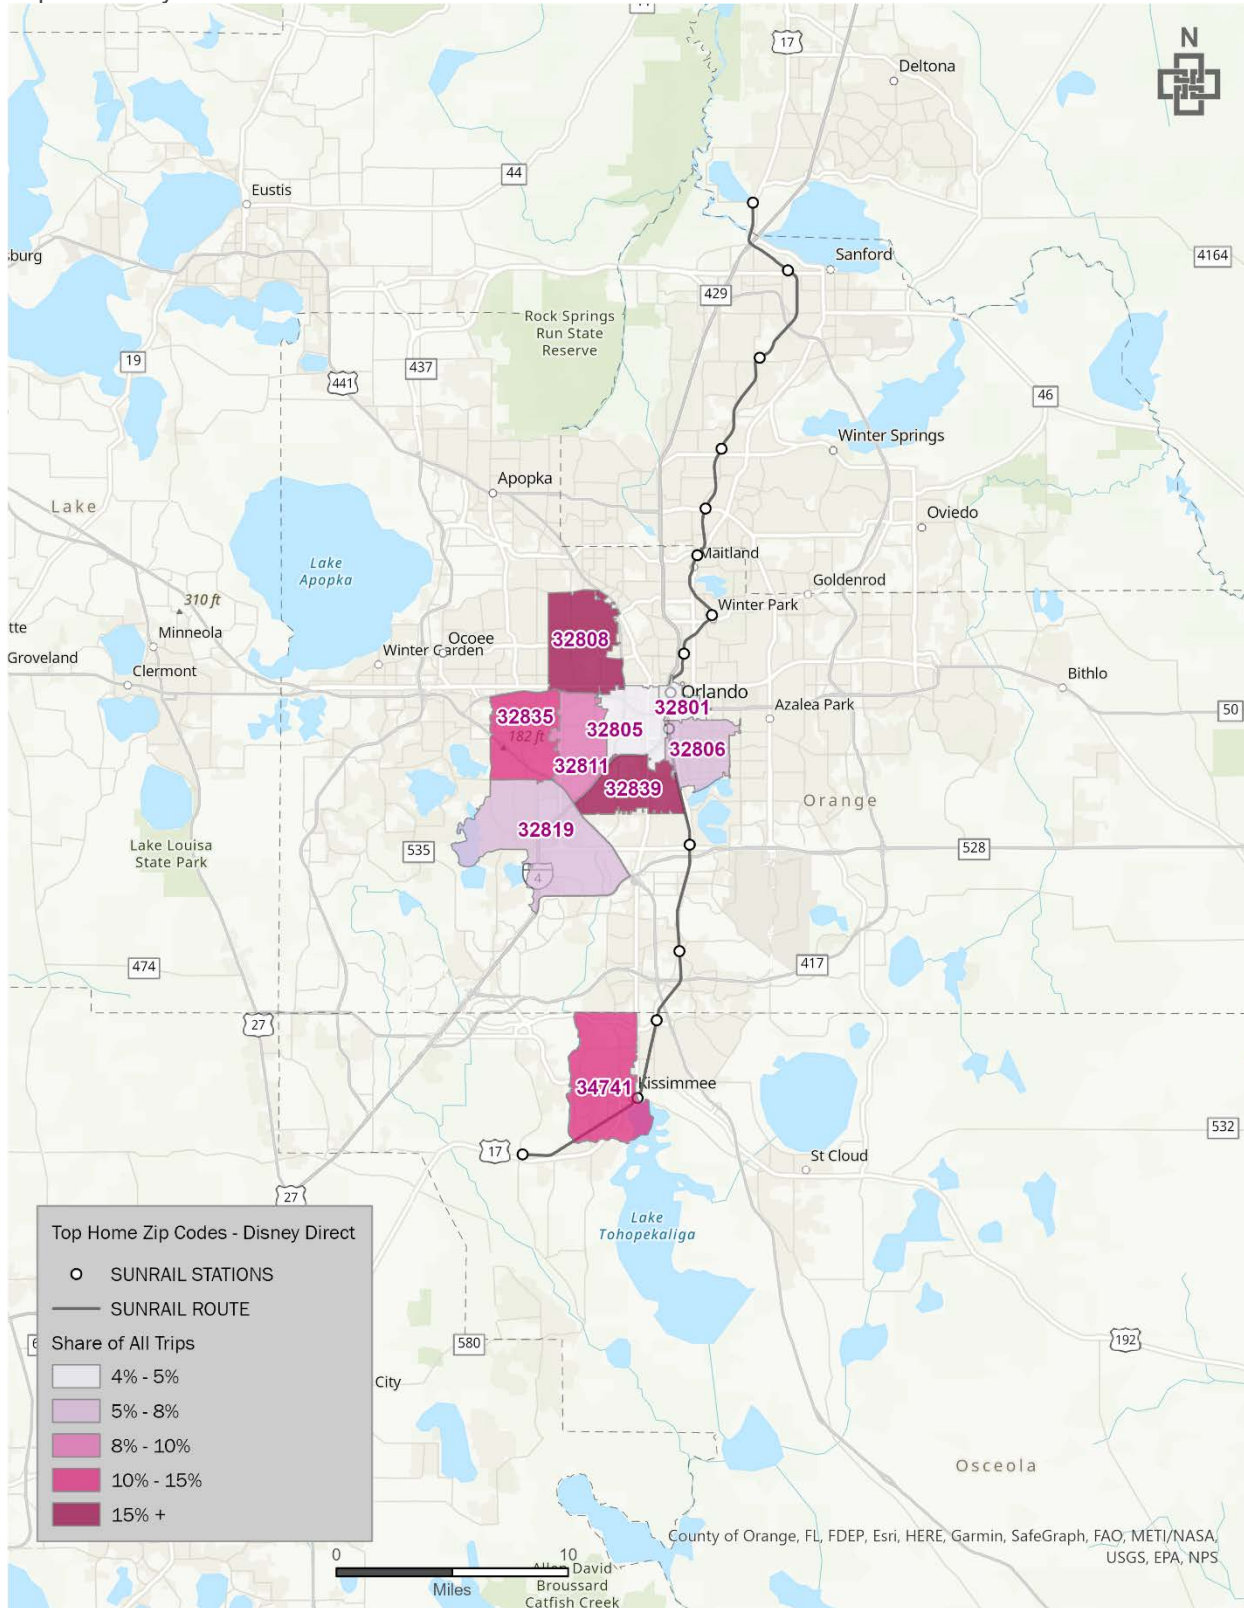 17
Deltona
N
44
Eustis
Sanford
sburg
4164
429
Rock Springs
Run State
Reserve
19
437
441
46
Winter Springs
Apopka
Lake
Oviedo
Maitland
Lake
Apopka
Goldenrod
310 ft
Winter Park
tte
Minneola
32808
Ocoee
Winter Garden
Groveland
Clermont
Bithlo
Orlando
32801
Azalea Park
50
32835
182 ft
32805
32806
32811
32839
Orange
32819
Lake Louisa
State Park
535
528
4
474
417
27
34741
Kissimmee
532
17
St Cloud
27
Lake
Tohopekaliga
Top Home Zip Codes - Disney Direct
SUNRAIL STATIONS
SUNRAIL ROUTE
Share of All Trips
4% - 5%
5% - 8%
8% - 10%
10% - 15%
15% +
580
192
City
Osceola
County of Orange, FL, FDEP, Esri, HERE, Garmin, SafeGraph, FAO, METI/NASA,
USGS, EPA, NPS
0
10
Miles
Allen David
Broussard
Catfish Creek